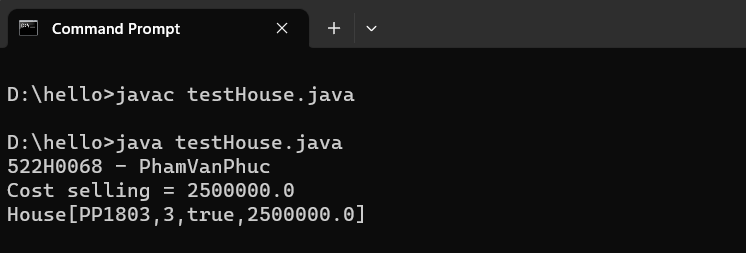 Command Prompt
D:\hello>javac testHouse.java
D:\hello>java testHouse.java
522H0068 - PhamVanPhuc
Cost selling = 2500000.0
House[PP1803,3,true,2500000.0]